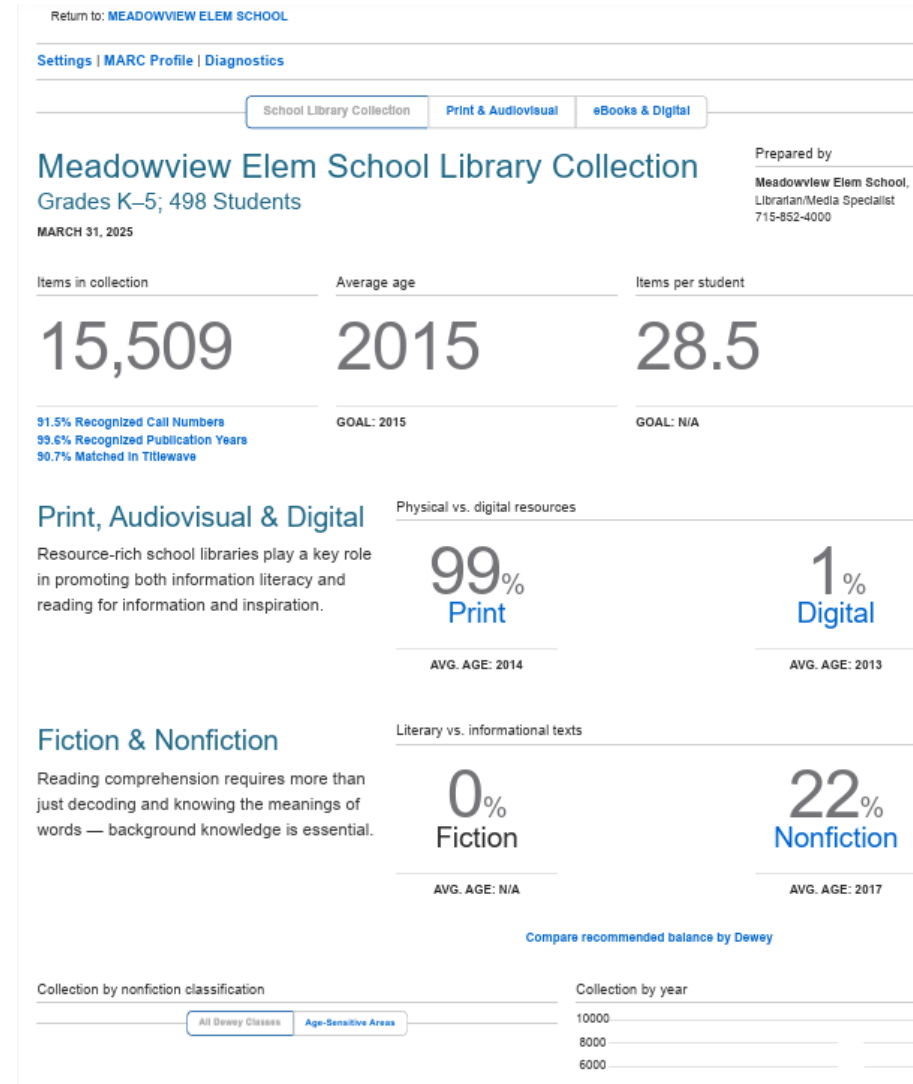 Return to: MEADOWVIEW ELEM SCHOOL
Settings | MARC Profile | Diagnostics
School Library Collection
Print & Audiovisual
eBooks & Digital
Meadowview Elem School Library Collection
Grades K–5; 498 Students
MARCH 31, 2025
Prepared by
Meadowview Elem School,
Librarian/Media Specialist
715-852-4000
Items in collection
15,509
91.5% Recognized Call Numbers
99.6% Recognized Publication Years
90.7% Matched in Titlewave
Average age
2015
GOAL: 2015
Items per student
28.5
GOAL: N/A
Print, Audiovisual & Digital
Resource-rich school libraries play a key role
in promoting both information literacy and
reading for information and inspiration.
Physical vs. digital resources
99%
Print
AVG. AGE: 2014
1%
Digital
AVG. AGE: 2013
Fiction & Nonfiction
Reading comprehension requires more than
just decoding and knowing the meanings of
words — background knowledge is essential.
Literary vs. informational texts
0%
Fiction
AVG. AGE: N/A
22%
Nonfiction
AVG. AGE: 2017
Compare recommended balance by Dewey
Collection by nonfiction classification
All Dewey Classes
Age-Sensitive Areas
Collection by year
10000
8000
6000